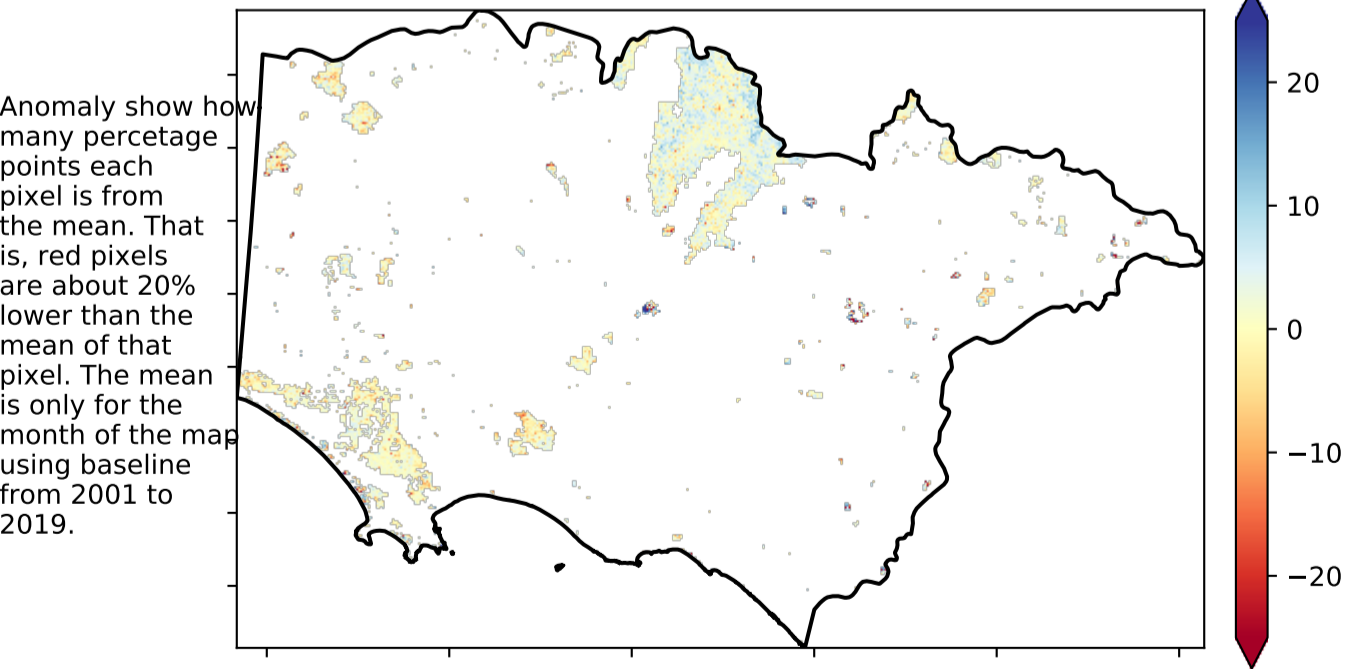 Anomaly show how
many percetage
points each
pixel is from
the mean. That
is, red pixels
are about 20%
lower than the
mean of that
pixel. The mean
is only for the
month of the map
using baseline
from 2001 to
2019.
20
10
0
−10
−20